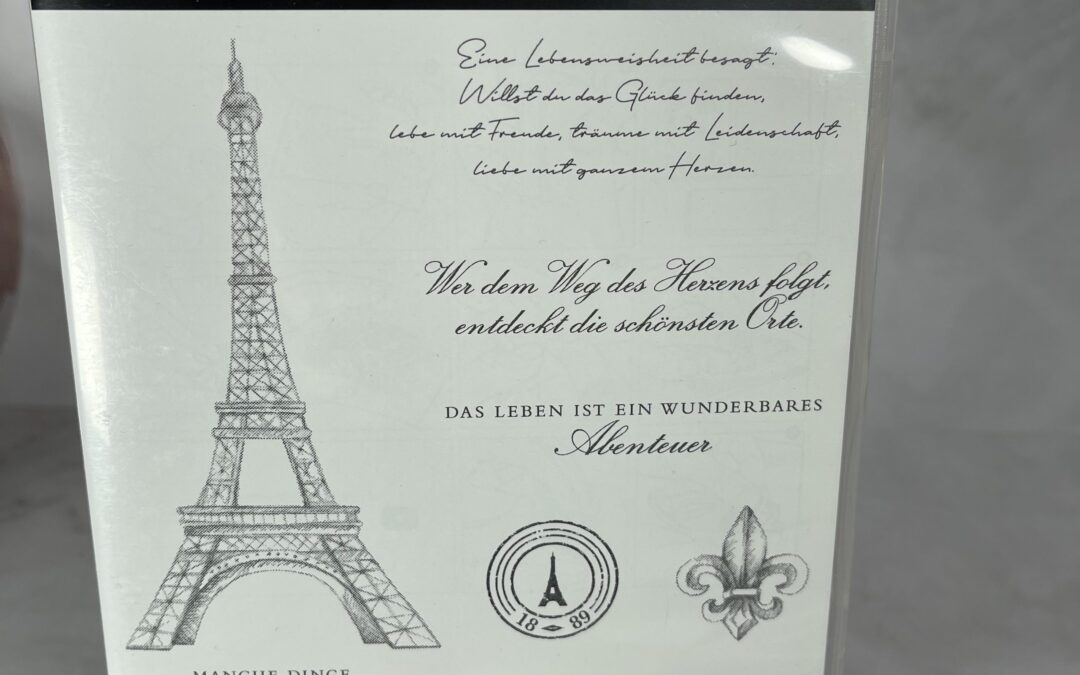 Eine Lebensweisheit besagt:
Willst du das Glück finden,
lebe mit Freude, träume mit Leidenschaft,
liebe mit ganzem Herzen.
Wer dem Weg des Herzens folgt,
entdeckt die schönsten Orte.
DAS LEBEN IST EIN WUNDERBARES
Abenteuer
18 89
MANCHE DINGE